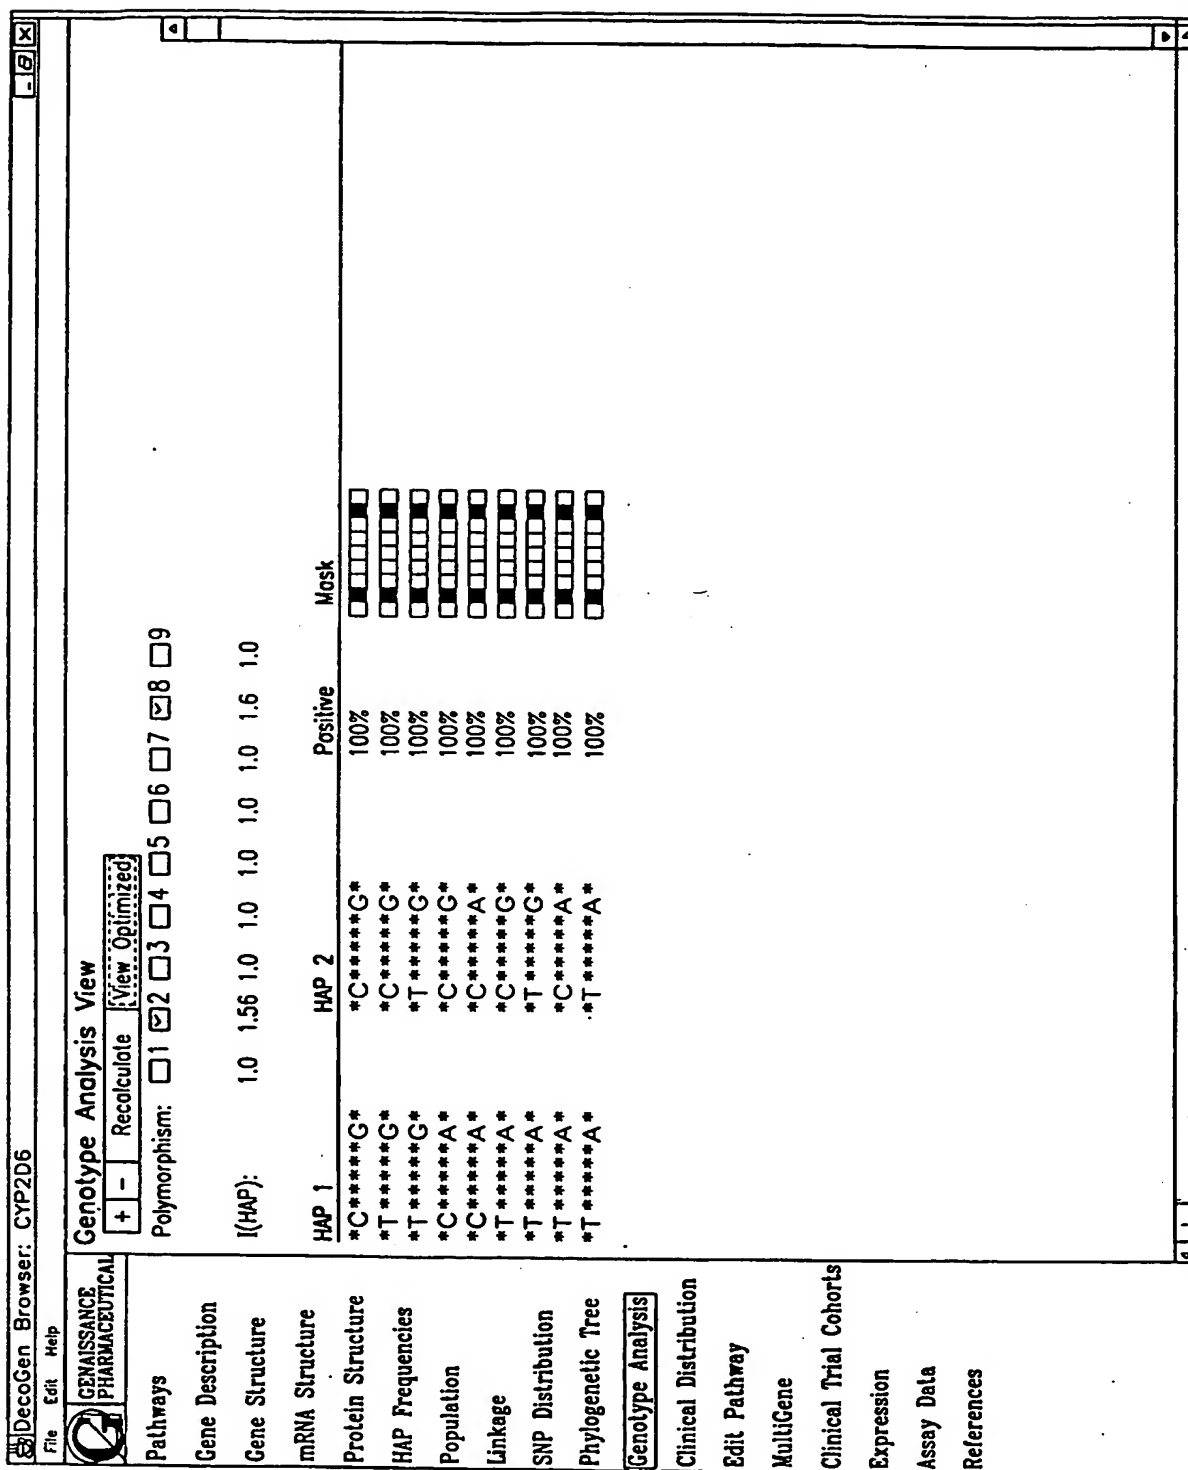 DecoGen Browser: CYP2D6
File Edit Help
GENAISSANCE
PHARMACEUTICAL
Pathways
Gene Description
Gene Structure
mRNA Structure
Protein Structure
HAP Frequencies
Population
Linkage
SNP Distribution
Phylogenetic Tree
Genotype Analysis
Clinical Distribution
Edit Pathway
MultiGene
Clinical Trial Cohorts
Expression
Assay Data
References
Genotype Analysis View
+ - Recalculate View Optimized
Polymorphism: 1 2 3 4 5 6 7 8 9
I(HAP): 1.0 1.56 1.0 1.0 1.0 1.0 1.0 1.6 1.0
HAP 1 HAP 2 Positive Mask
*C*****G* *C*****G* 100%
*T*****G* *C*****G* 100%
*T*****G* *T*****G* 100%
*C*****A* *C*****G* 100%
*C*****A* *C*****A* 100%
*T*****A* *C*****G* 100%
*T*****A* *T*****G* 100%
*T*****A* *C*****A* 100%
*T*****A* *T*****A* 100%